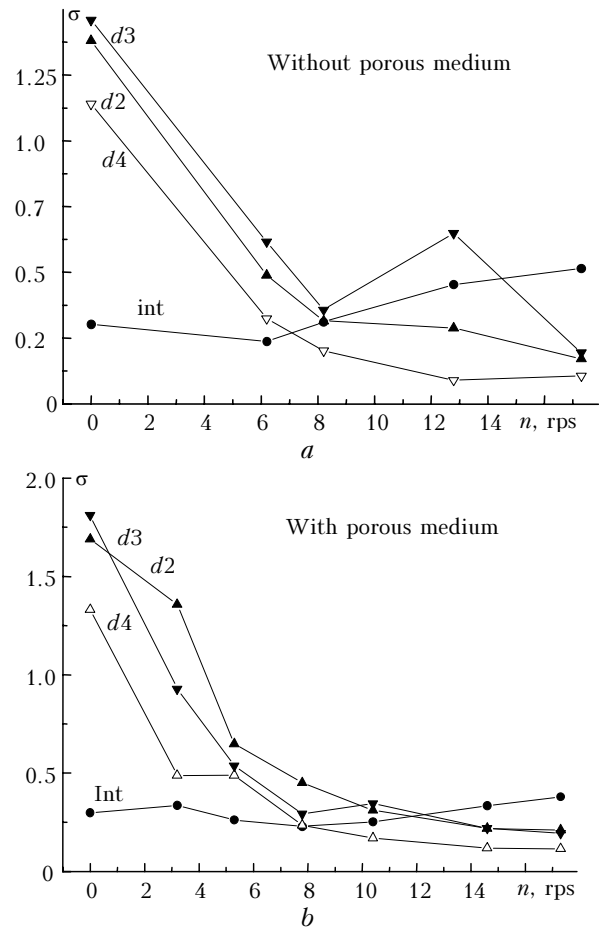 σ
d3
1.25
Without porous medium
d2
1.0
d4
0.7
0.5
int
0.2
0
0 2 4 6 8 10 12 14 n, rps
a
2.0 σ
With porous medium
d3
1.5
d2
d4
1.0
0.5
Int
0
0 2 4 6 8 10 12 14 n, rps
b